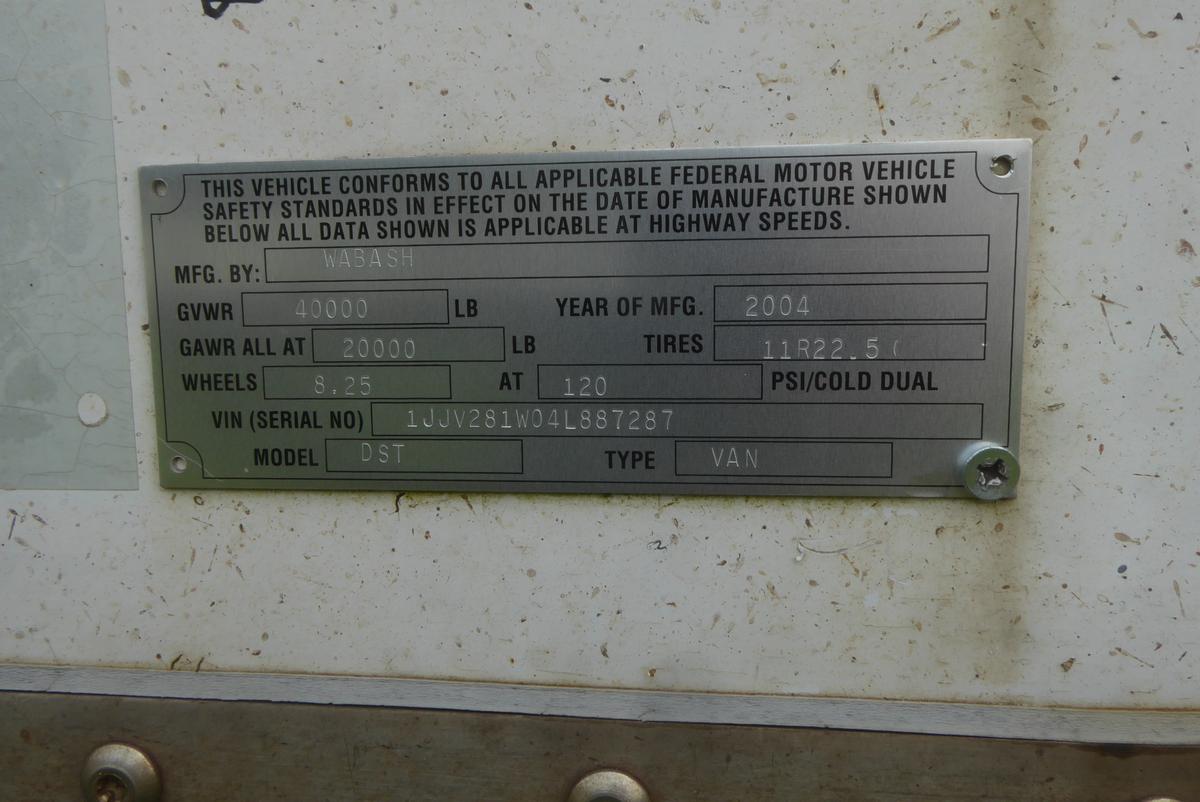 THIS VEHICLE CONFORMS TO ALL APPLICABLE FEDERAL MOTOR VEHICLE
SAFETY STANDARDS IN EFFECT ON THE DATE OF MANUFACTURE SHOWN
BELOW ALL DATA SHOWN IS APPLICABLE AT HIGHWAY SPEEDS.
MFG. BY: WABASH
GVWR 40000 LB YEAR OF MFG. 2004
GAWR ALL AT 20000 LB TIRES 11R22.5(
WHEELS 8.25 AT 120 PSI/COLD DUAL
VIN (SERIAL NO) 1JJV281W04L887287
MODEL DST TYPE VAN